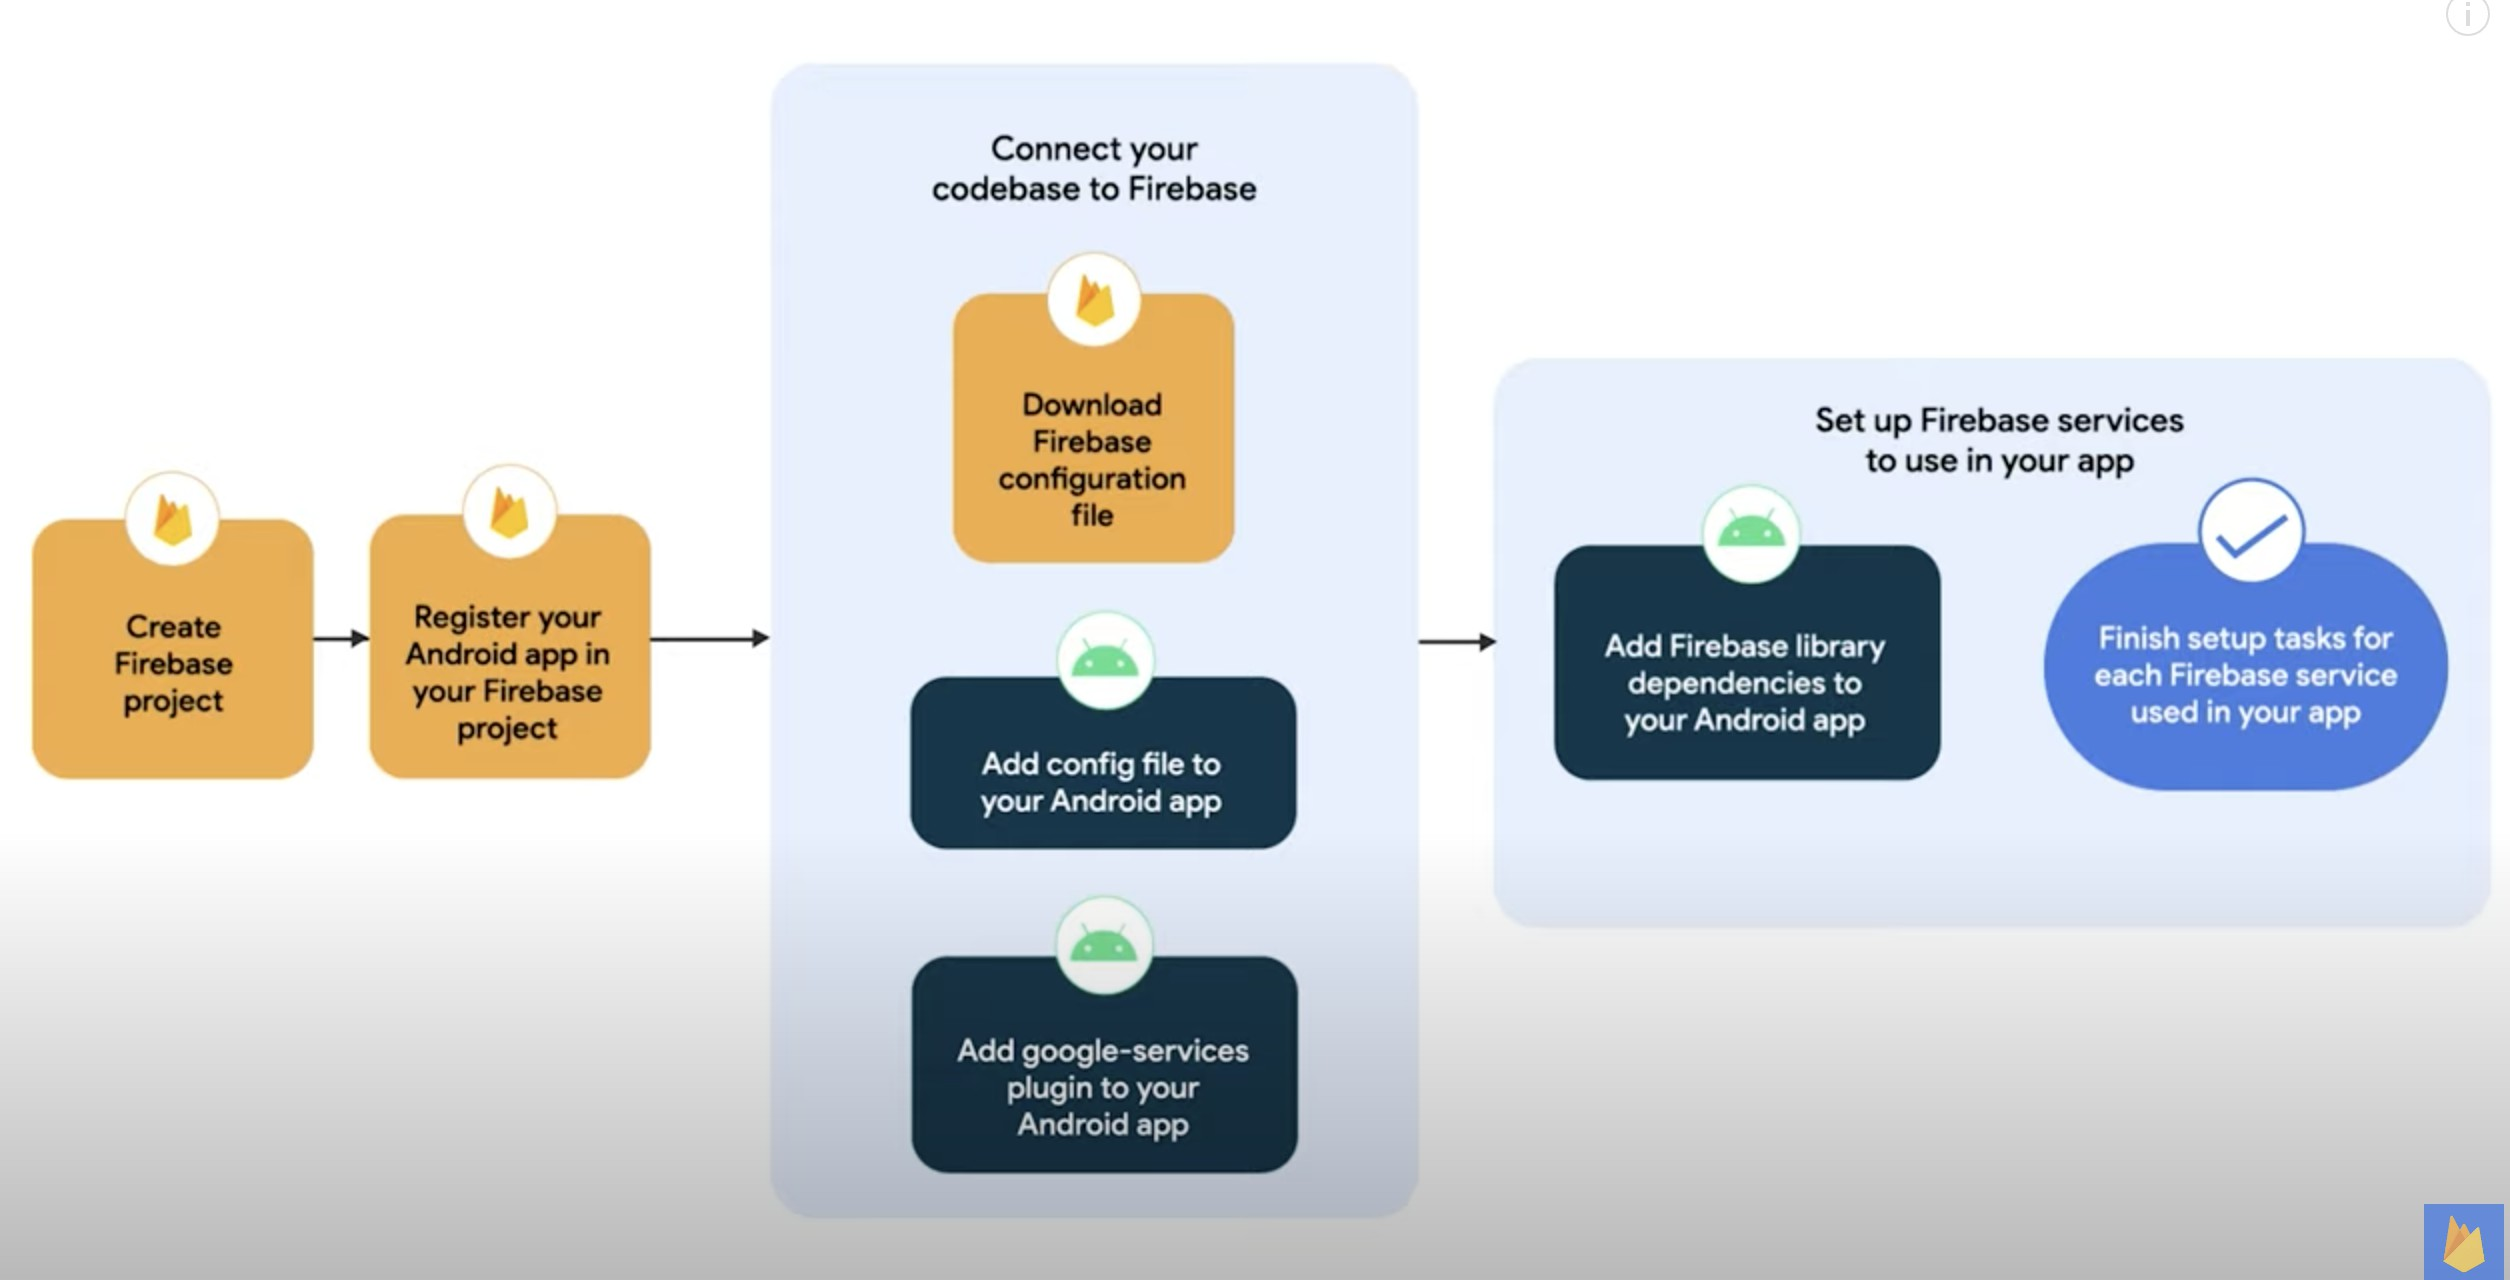 Create
Firebase
project
Register your
Android app in
your Firebase
project
Connect your
codebase to Firebase
Download
Firebase
configuration
file
Add config file to
your Android app
Add google-services
plugin to your
Android app
Set up Firebase services
to use in your app
Add Firebase library
dependencies to
your Android app
Finish setup tasks for
each Firebase service
used in your app